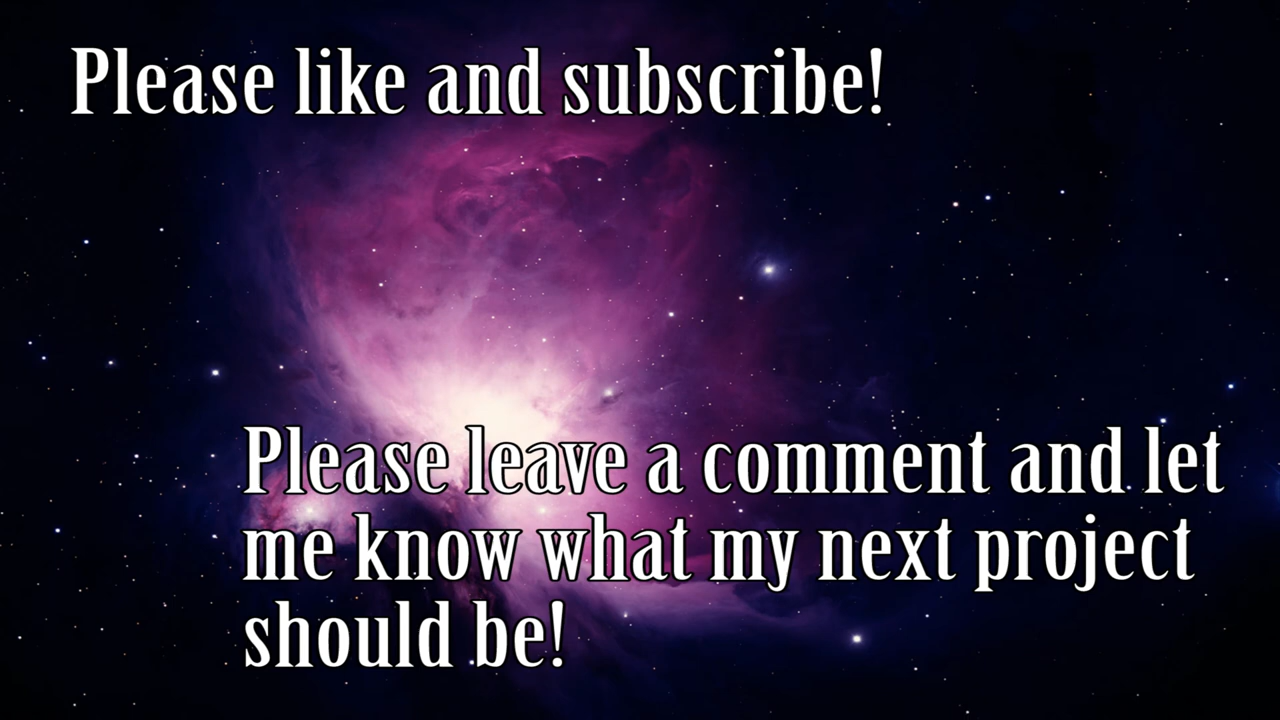 Please like and subscribe!
Please leave a comment and let
me know what my next project
should be!